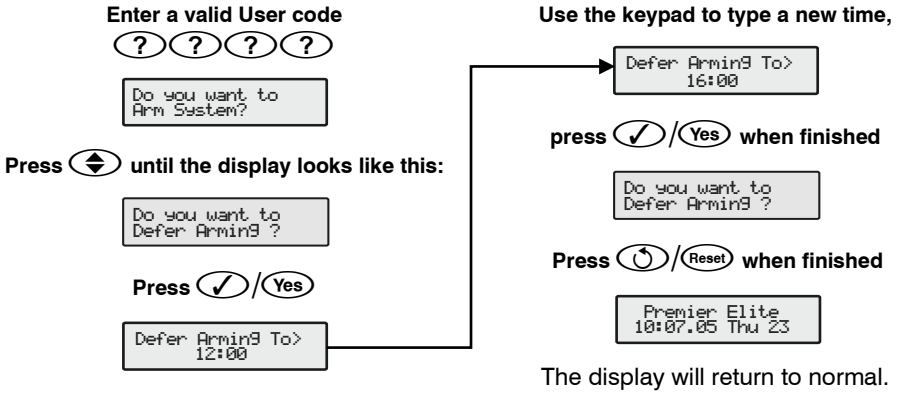 Enter a valid User code
? ? ? ?
Do you want to
Arm System?
Press until the display looks like this:
Do you want to
Defer Arming ?
Press ✓/Yes
Defer Arming To>
12:00
Use the keypad to type a new time,
Defer Arming To>
16:00
press ✓/Yes when finished
Do you want to
Defer Arming ?
Press /Reset when finished
Premier Elite
10:07.05 Thu 23
The display will return to normal.